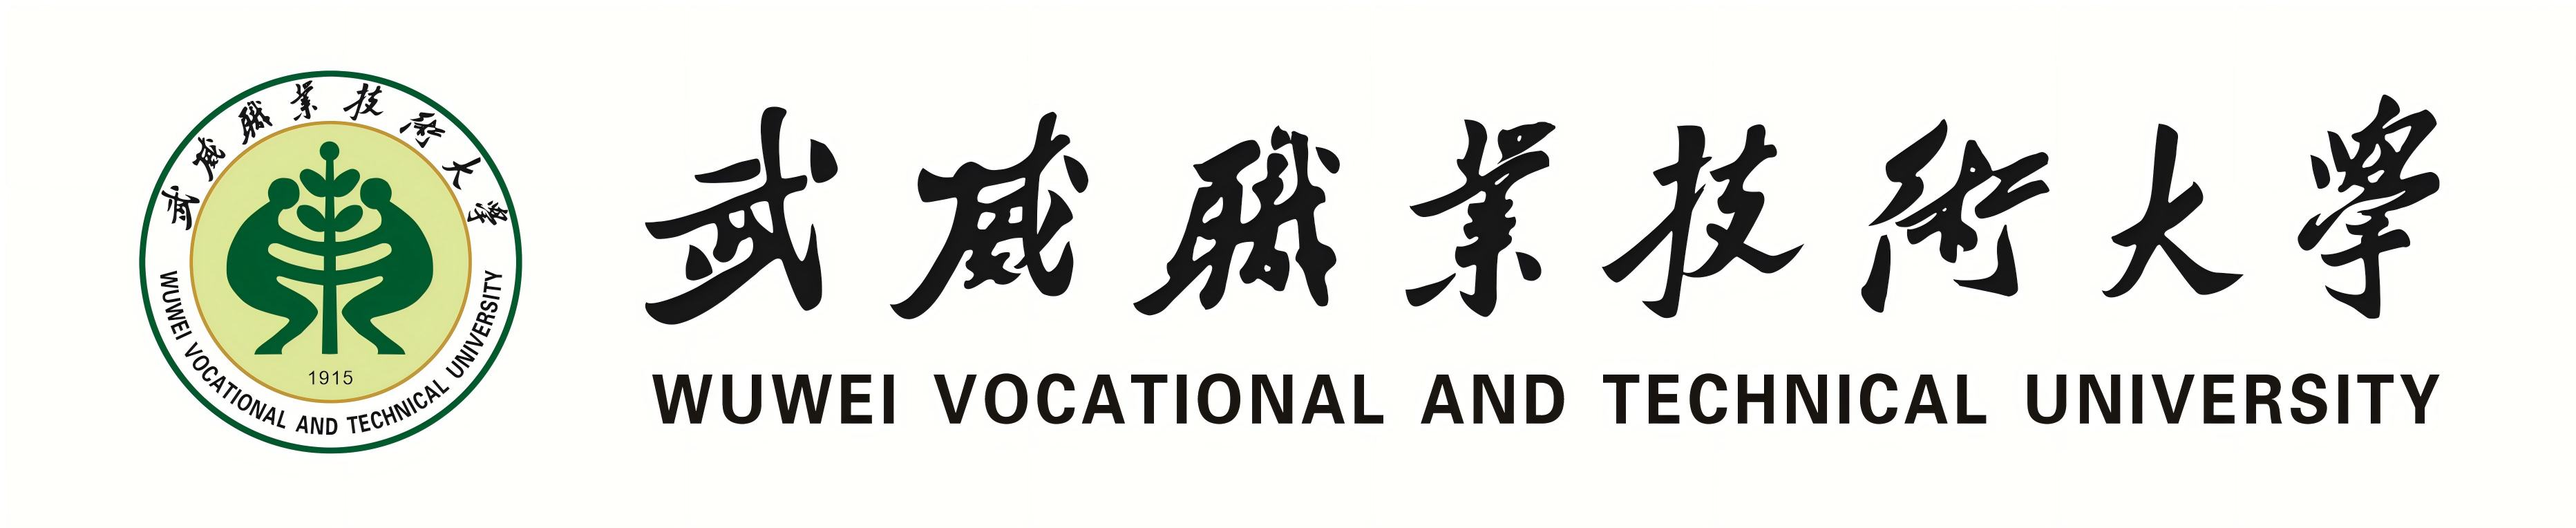 武威職業技術大學
WUWEI VOCATIONAL AND TECHNICAL UNIVERSITY
1915
武威職業技術大學
WUWEI VOCATIONAL AND TECHNICAL UNIVERSITY